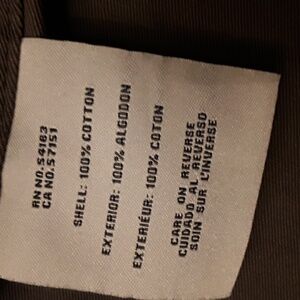 RN NO. 54163
CA NO. 57151
SHELL: 100% COTTON
EXTERIOR: 100% ALGODON
EXTERIEUR: 100% COTON
CARE ON REVERSE
CUIDADO AL REVERSO
SOIN SUR L'INVERSE